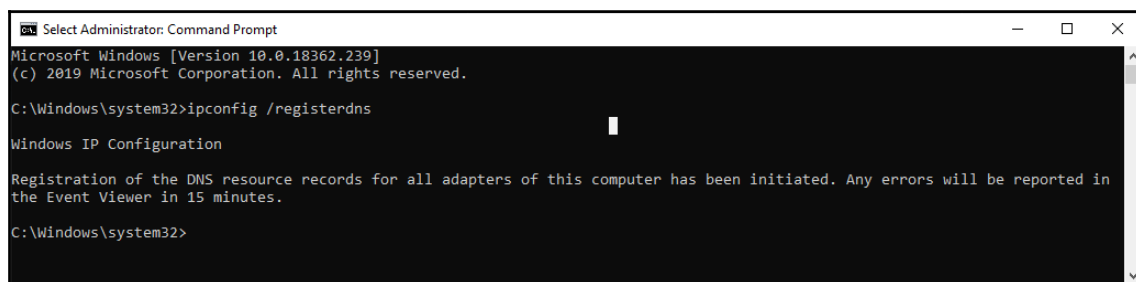 Select Administrator: Command Prompt
Microsoft Windows [Version 10.0.18362.239]
(c) 2019 Microsoft Corporation. All rights reserved.
C:\Windows\system32>ipconfig /registerdns
Windows IP Configuration
Registration of the DNS resource records for all adapters of this computer has been initiated. Any errors will be reported in
the Event Viewer in 15 minutes.
C:\Windows\system32>